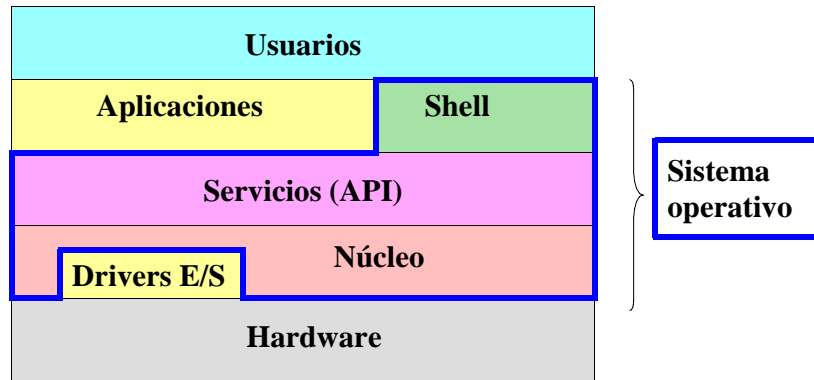 Usuarios
Aplicaciones
Shell
Servicios (API)
Núcleo
Drivers E/S
Hardware
Sistema
operativo